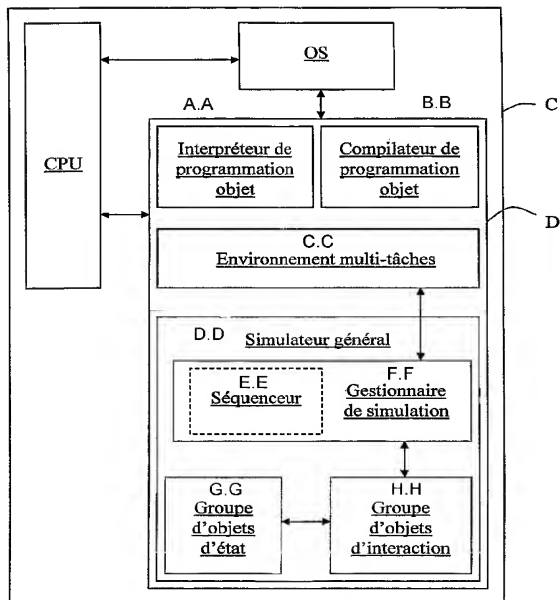 OS
A.A
B.B
C
CPU
Interpréteur de
programmation
objet
Compilateur de
programmation
objet
D
C.C
Environnement multi-tâches
D.D
Simulateur général
E.E
Séquenceur
F.F
Gestionnaire
de simulation
G.G
Groupe
d'objets
d'état
H.H
Groupe
d'objets
d'interaction